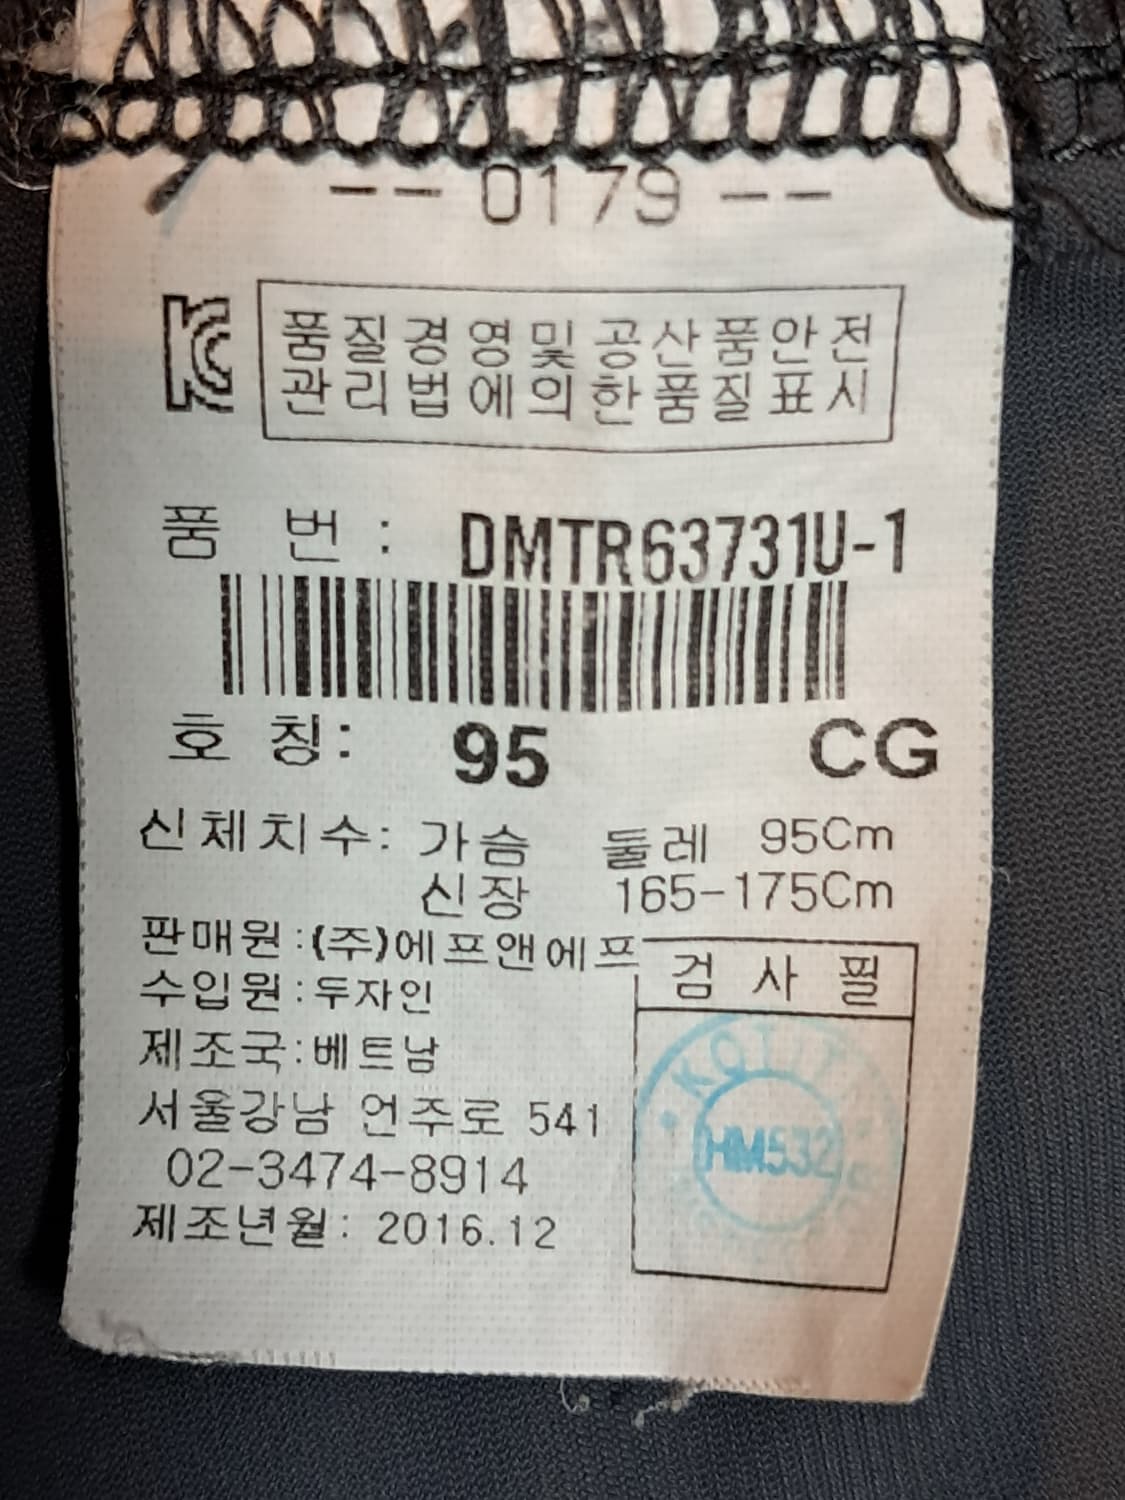 -- 0179 --
KC
품질경영및공산품안전
관리법에의한품질표시
품 번 : DMTR63731U-1
호 칭: 95 CG
신체치수: 가슴 둘레 95Cm
신장 165-175Cm
판매원:(주)에프앤에프
수입원:두자인
제조국:베트남
서울강남 언주로 541
02-3474-8914
제조년월: 2016.12
검 사 필
KOTITI
HM532